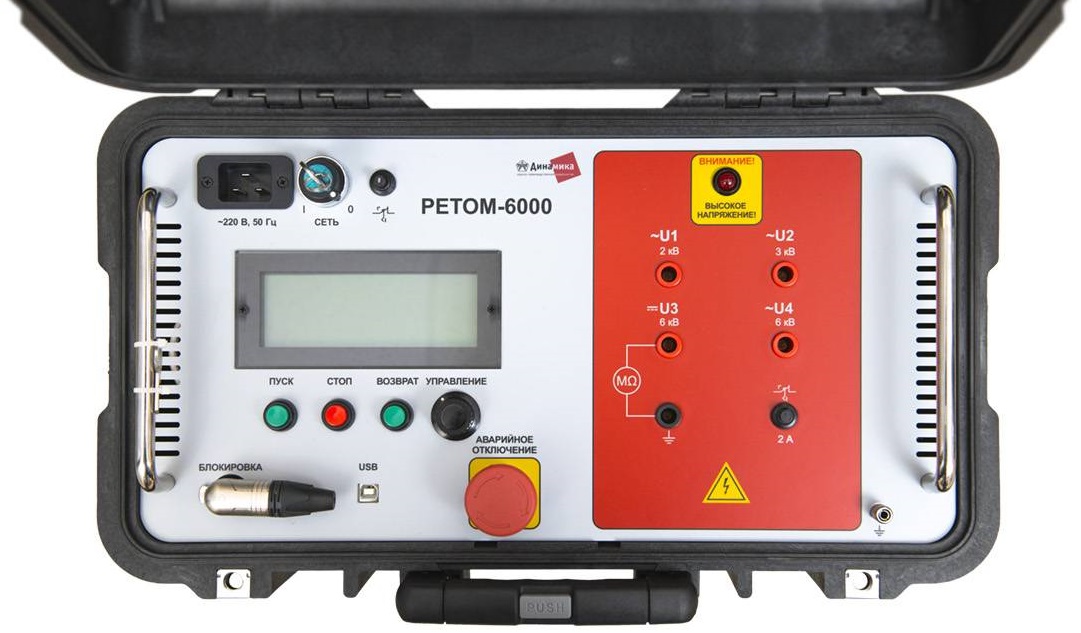 ~220 В, 50 Гц
I
0
СЕТЬ
Динамика
РЕТОМ-6000
ПУСК
СТОП
ВОЗВРАТ
УПРАВЛЕНИЕ
АВАРИЙНОЕ
ОТКЛЮЧЕНИЕ
БЛОКИРОВКА
USB
ВНИМАНИЕ!
ВЫСОКОЕ
НАПРЯЖЕНИЕ!
~U1
2 кВ
~U2
3 кВ
⎓U3
6 кВ
~U4
6 кВ
MΩ
2 А
PUSH